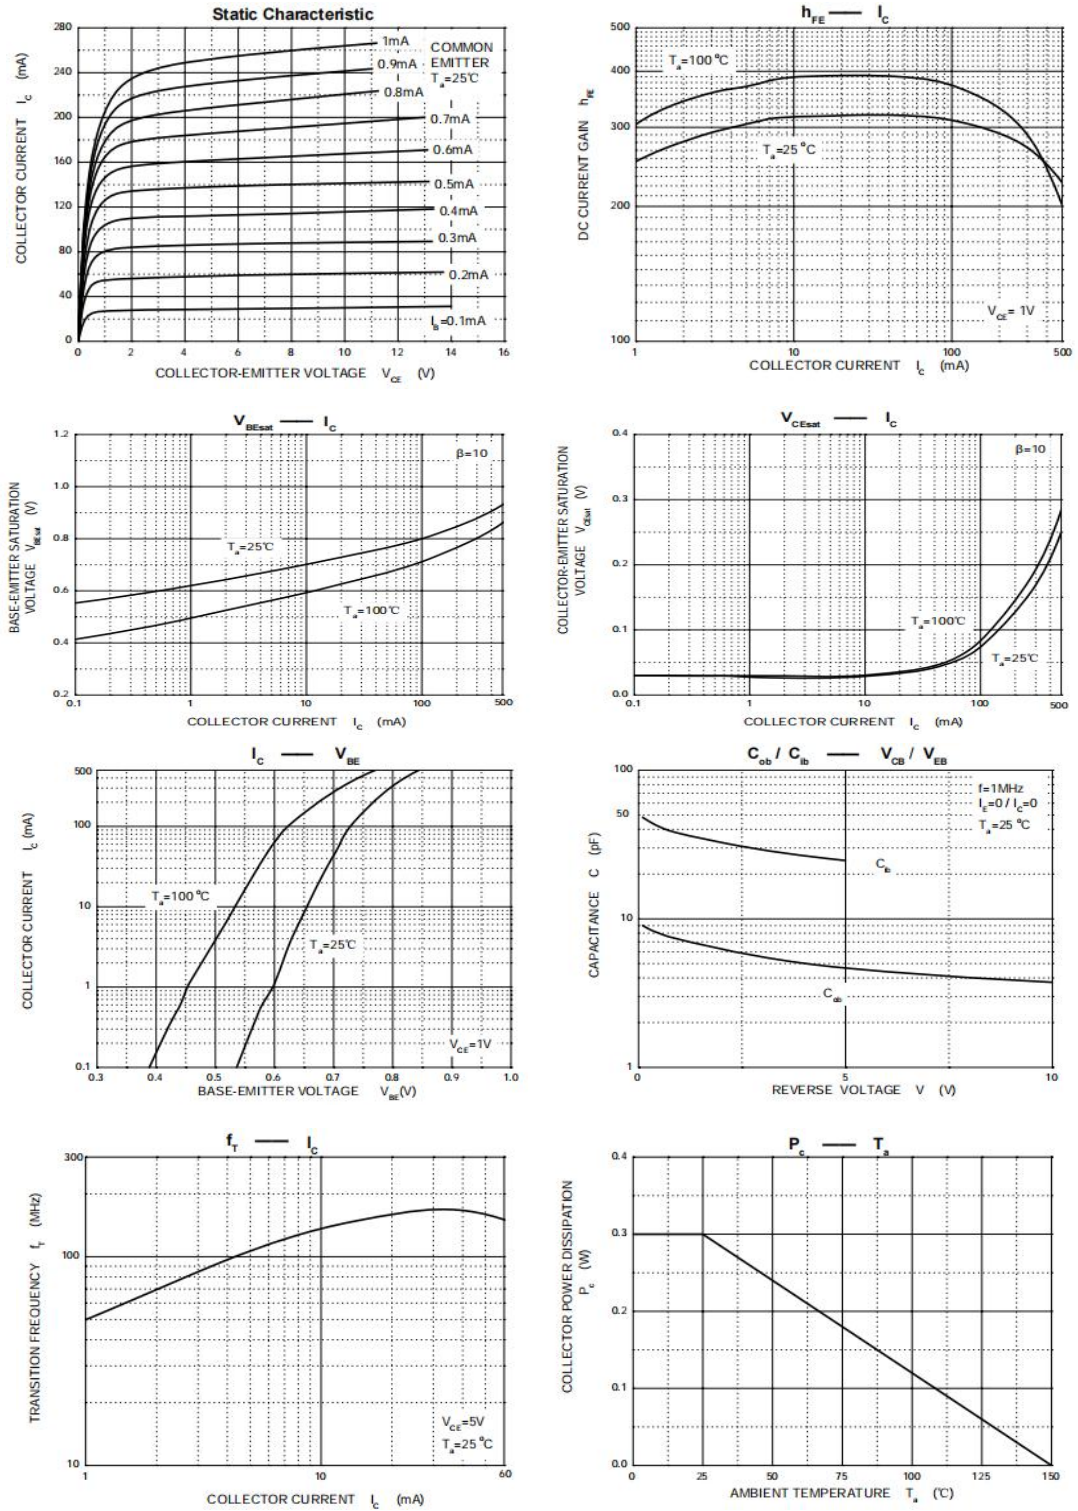 Static Characteristic
COLLECTOR CURRENT I_C (mA)
280
240
200
160
120
80
40
0
1mA
0.9mA
0.8mA
0.7mA
0.6mA
0.5mA
0.4mA
0.3mA
0.2mA
I_B=0.1mA
COMMON
EMITTER
T_a=25℃
0 2 4 6 8 10 12 14 16
COLLECTOR-EMITTER VOLTAGE V_CE (V)
h_FE —— I_C
DC CURRENT GAIN h_FE
500
400
300
200
100
T_a=100 °C
T_a=25 °C
V_CE= 1V
1 10 100 500
COLLECTOR CURRENT I_C (mA)
V_BEsat —— I_C
BASE-EMITTER SATURATION
VOLTAGE V_BEsat (V)
1.2
1.0
0.8
0.6
0.4
0.2
β=10
T_a=25℃
T_a=100℃
0.1 1 10 100 500
COLLECTOR CURRENT I_C (mA)
V_CEsat —— I_C
COLLECTOR-EMITTER SATURATION
VOLTAGE V_CEsat (V)
0.4
0.3
0.2
0.1
0.0
β=10
T_a=100℃
T_a=25℃
0.1 1 10 100 500
COLLECTOR CURRENT I_C (mA)
I_C —— V_BE
COLLECTOR CURRENT I_C (mA)
500
100
10
1
0.1
T_a=100 °C
T_a=25℃
V_CE=1V
0.3 0.4 0.5 0.6 0.7 0.8 0.9 1.0
BASE-EMITTER VOLTAGE V_BE(V)
C_ob / C_ib —— V_CB / V_EB
CAPACITANCE C (pF)
100
50
10
1
f=1MHz
I_E=0 / I_C=0
T_a=25 °C
C_ib
C_ob
0 5 10
REVERSE VOLTAGE V (V)
f_T —— I_C
TRANSITION FREQUENCY f_T (MHz)
300
100
10
V_CE=5V
T_a=25 °C
1 10 60
COLLECTOR CURRENT I_C (mA)
P_c —— T_a
COLLECTOR POWER DISSIPATION
P_c (W)
0.4
0.3
0.2
0.1
0.0
0 25 50 75 100 125 150
AMBIENT TEMPERATURE T_a (℃)